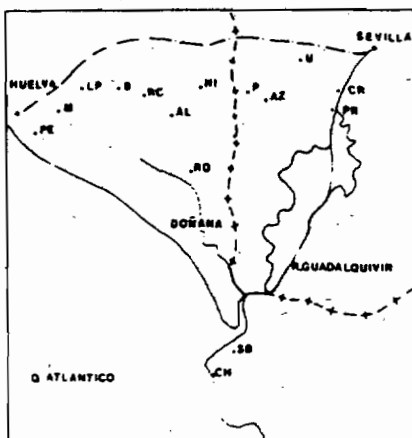 SEVILLA
U
HUELVA
LP
B
RC
HI
P
AZ
CR
M
AL
PR
PE
RO
DOÑANA
R.GUADALQUIVIR
SB
CH
O ATLANTICO